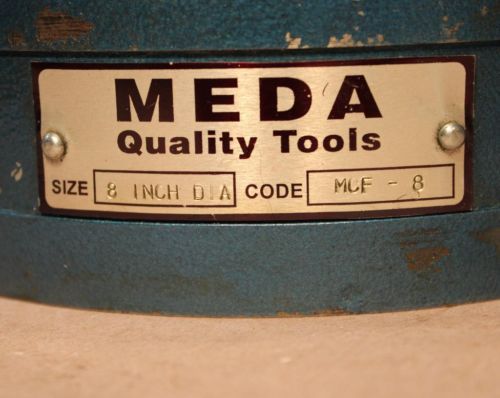 MEDA
Quality Tools
SIZE 8 INCH DIA CODE MCF - 8